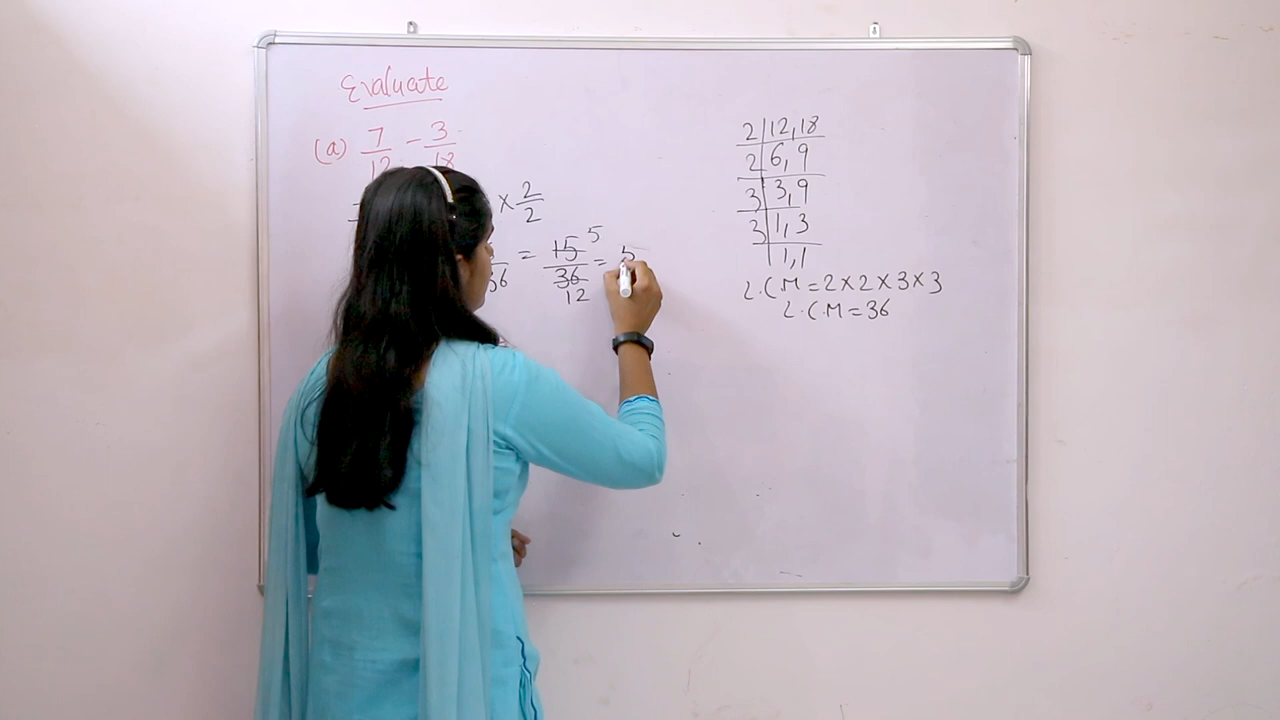 Evaluate
(a) 7/12 - 3/18
× 2/2
36 = 15/36 5 12 = 5
2 | 12, 18
2 | 6, 9
3 | 3, 9
3 | 1, 3
1, 1
L.C.M = 2 × 2 × 3 × 3
L.C.M = 36